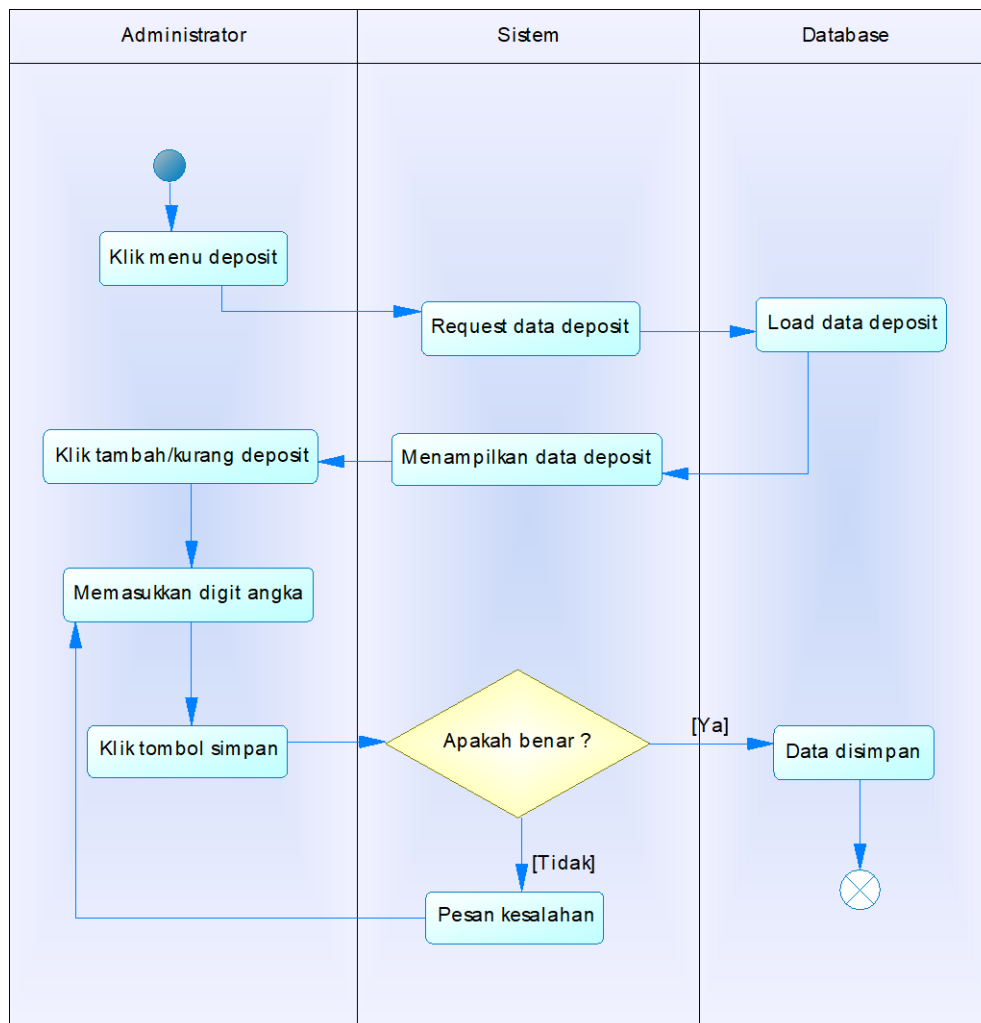 Administrator
Sistem
Database
Klik menu deposit
Request data deposit
Load data deposit
Klik tambah/kurang deposit
Menampilkan data deposit
Memasukkan digit angka
Klik tombol simpan
Apakah benar ?
[Ya]
Data disimpan
[Tidak]
Pesan kesalahan